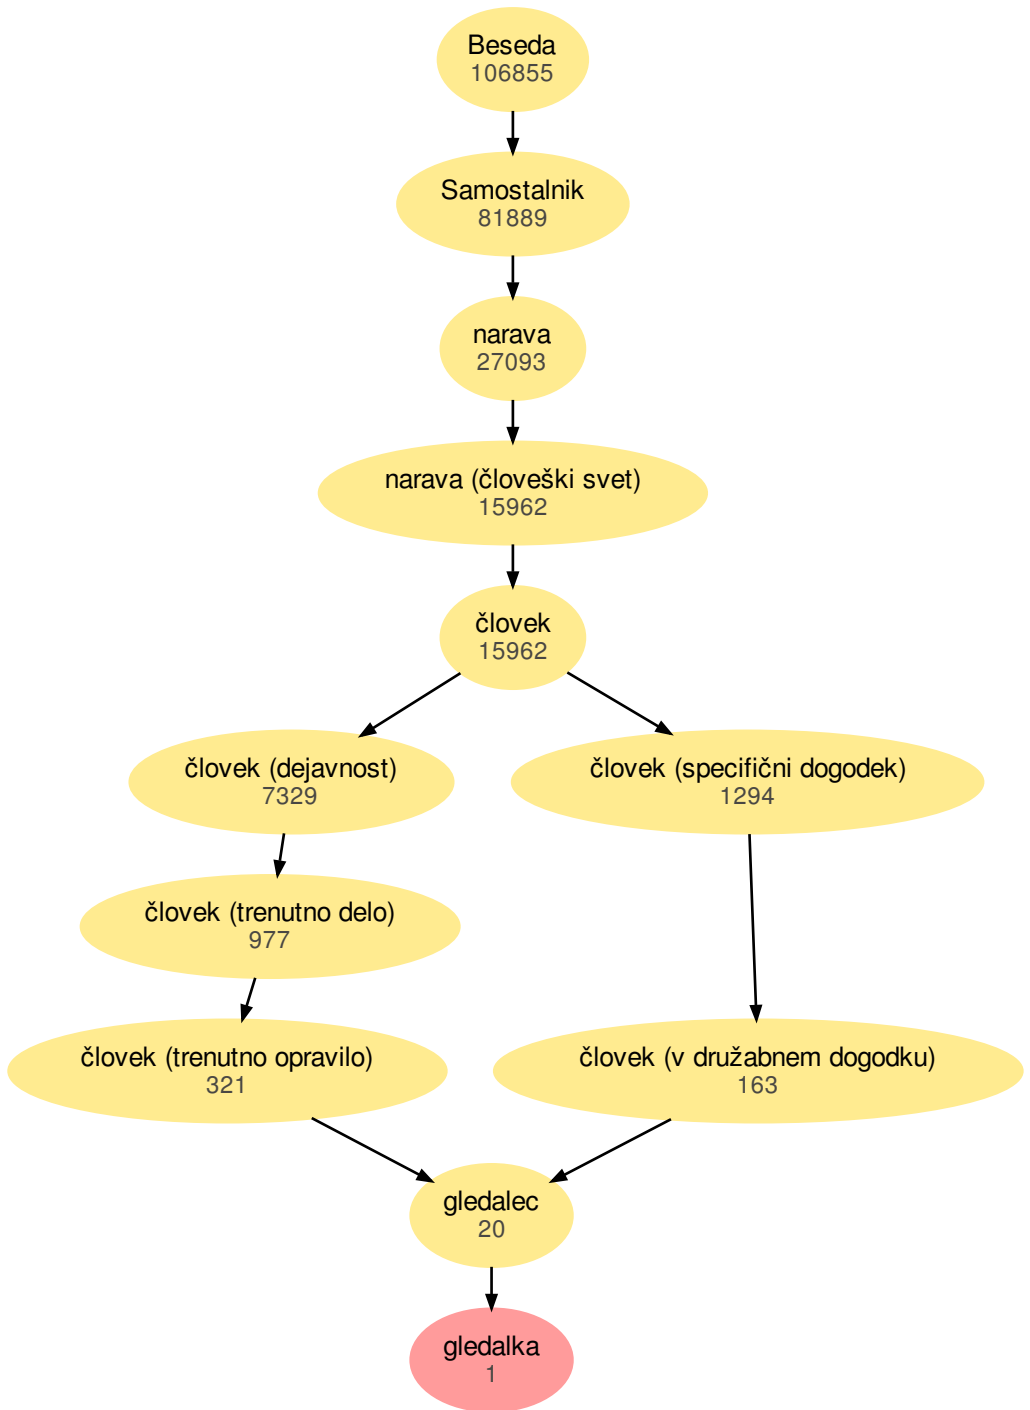 Beseda
106855
Samostalnik
81889
narava
27093
narava (človeški svet)
15962
človek
15962
človek (dejavnost)
7329
človek (specifični dogodek)
1294
človek (trenutno delo)
977
človek (trenutno opravilo)
321
človek (v družabnem dogodku)
163
gledalec
20
gledalka
1